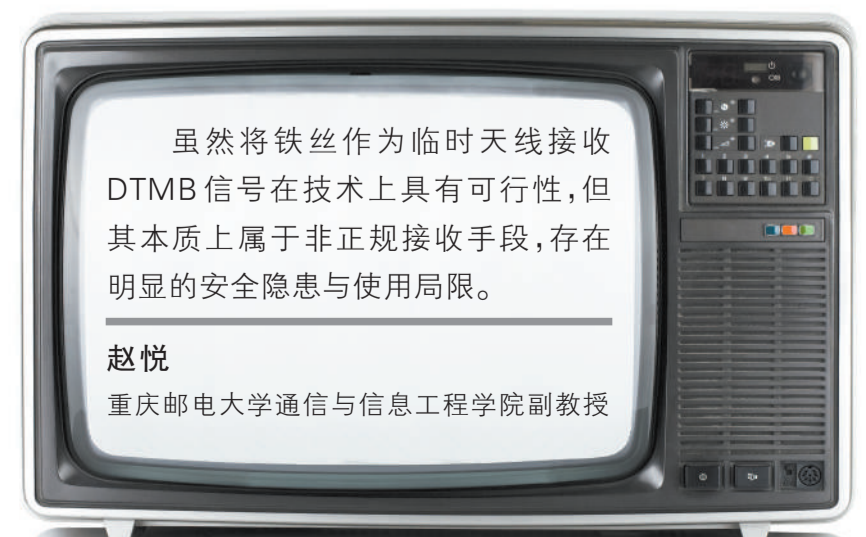 虽然将铁丝作为临时天线接收
DTMB信号在技术上具有可行性,但
其本质上属于非正规接收手段,存在
明显的安全隐患与使用局限。
赵悦
重庆邮电大学通信与信息工程学院副教授